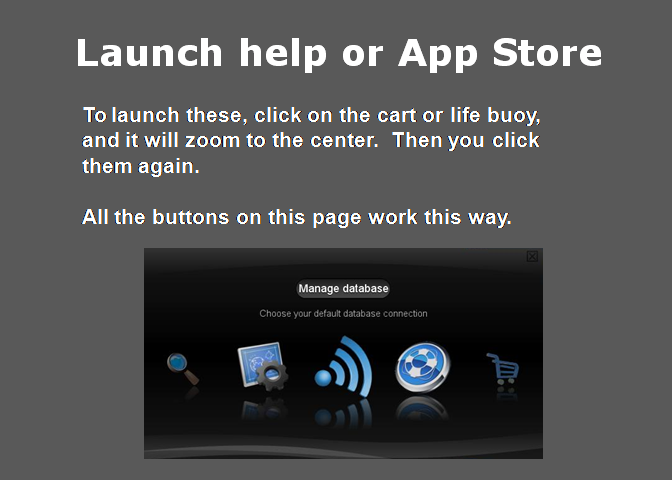 Launch help or App Store
To launch these, click on the cart or life buoy,
and it will zoom to the center.  Then you click
them again.
All the buttons on this page work this way.
Manage database
Choose your default database connection